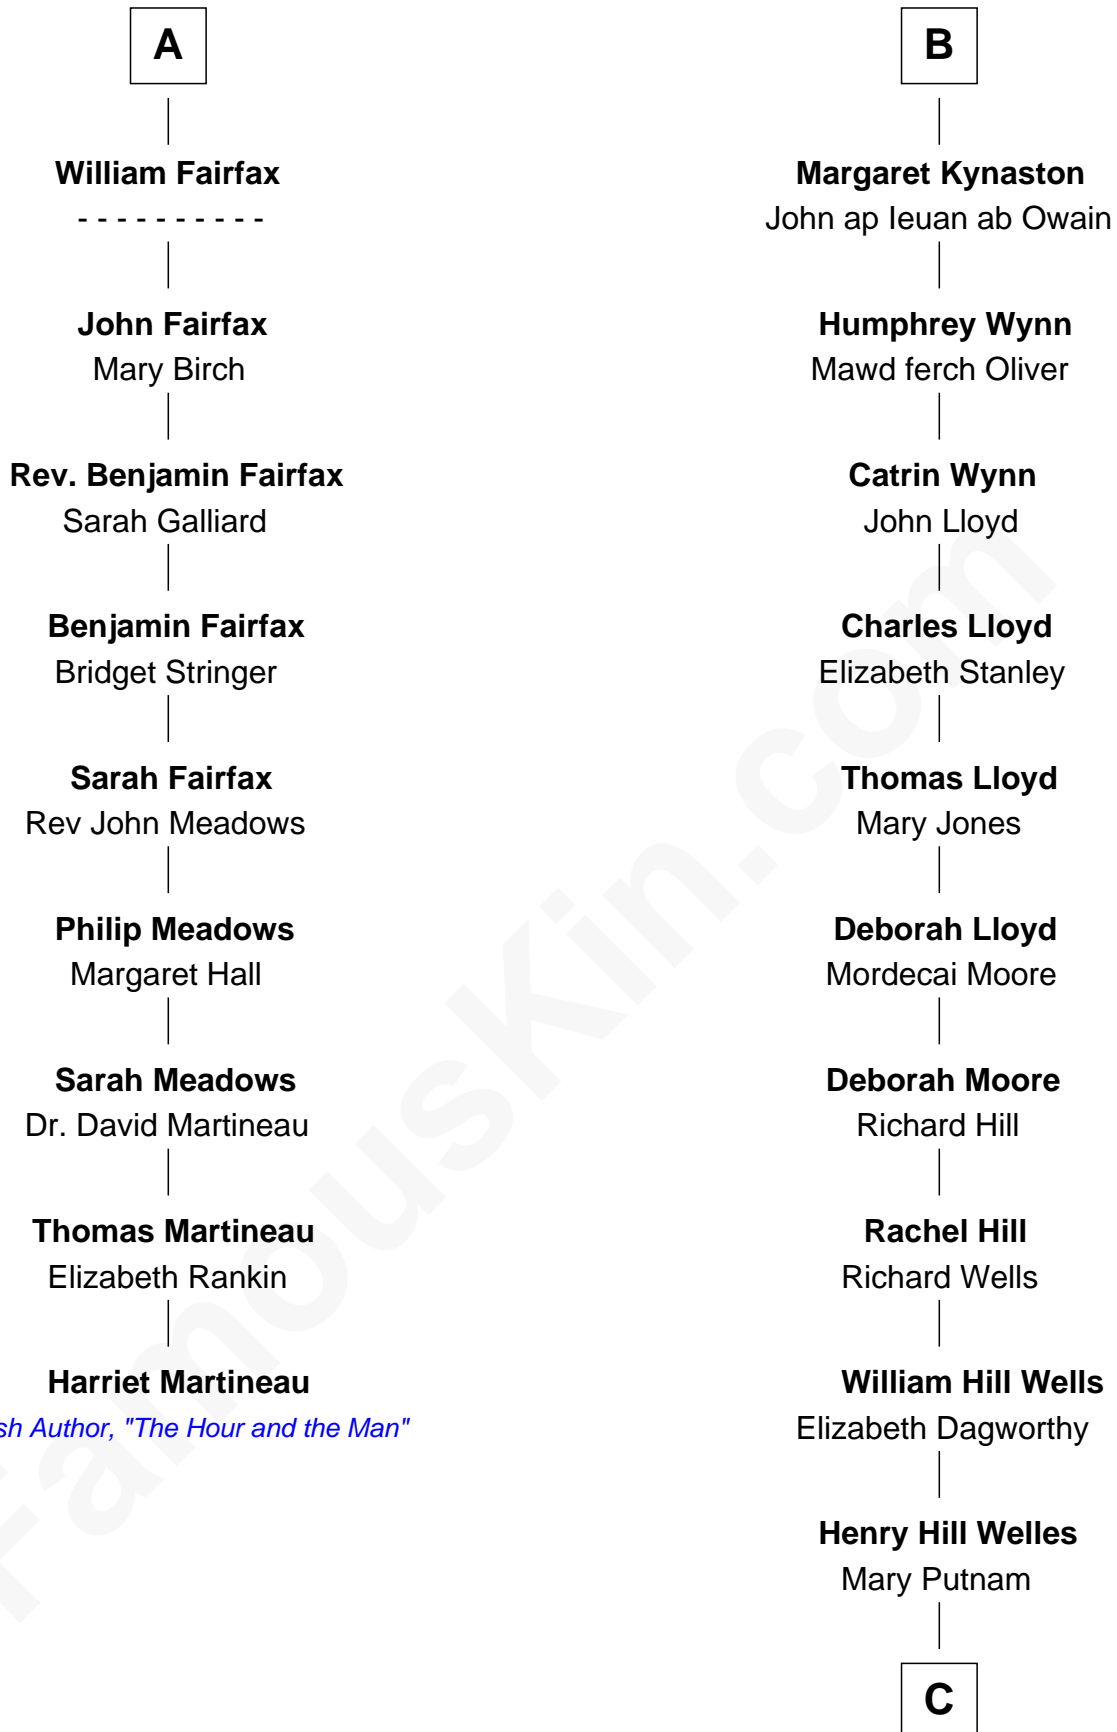 A
William Fairfax
- - - - - - - - - -
John Fairfax
Mary Birch
Rev. Benjamin Fairfax
Sarah Galliard
Benjamin Fairfax
Bridget Stringer
Sarah Fairfax
Rev John Meadows
Philip Meadows
Margaret Hall
Sarah Meadows
Dr. David Martineau
Thomas Martineau
Elizabeth Rankin
Harriet Martineau
Author, "The Hour and the Man"
B
Margaret Kynaston
John ap Ieuan ab Owain
Humphrey Wynn
Mawd ferch Oliver
Catrin Wynn
John Lloyd
Charles Lloyd
Elizabeth Stanley
Thomas Lloyd
Mary Jones
Deborah Lloyd
Mordecai Moore
Deborah Moore
Richard Hill
Rachel Hill
Richard Wells
William Hill Wells
Elizabeth Dagworthy
Henry Hill Welles
Mary Putnam
C
FamousKin.com